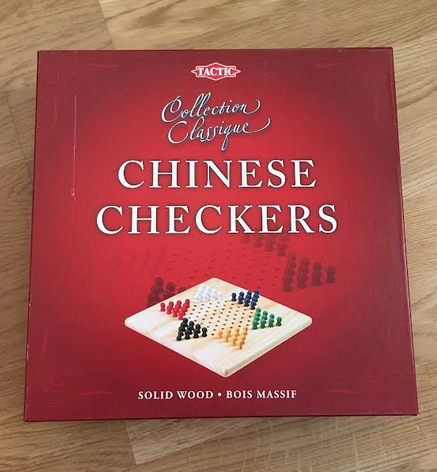 TACTIC
Collection
Classique
CHINESE
CHECKERS
SOLID WOOD • BOIS MASSIF